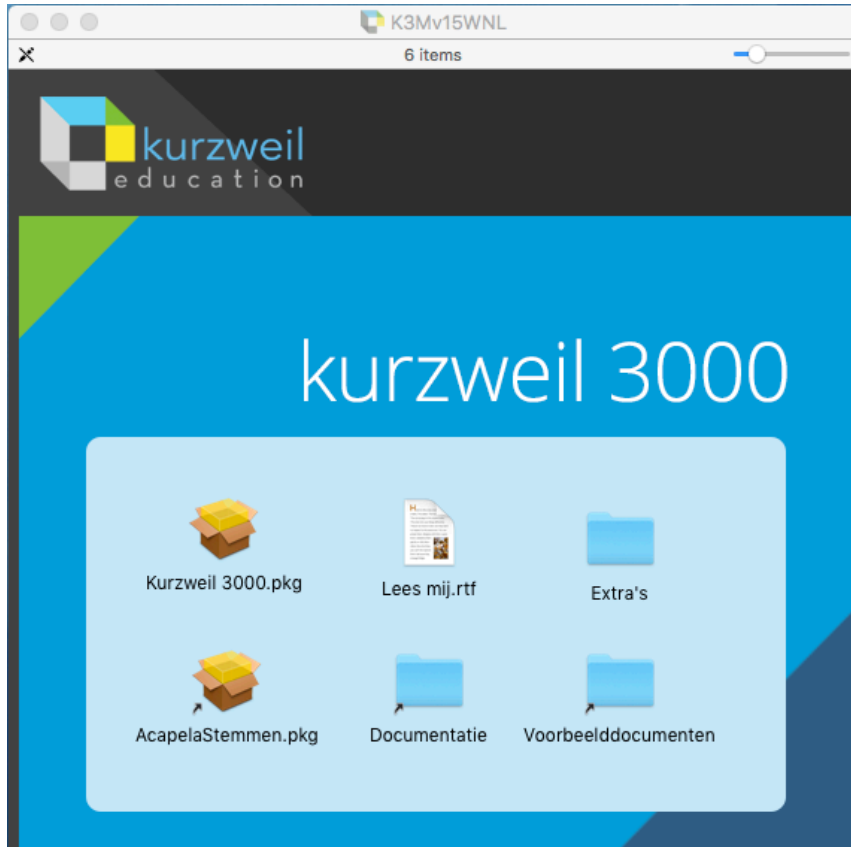 K3Mv15WNL
6 items
kurzweil
education
kurzweil 3000
Kurzweil 3000.pkg
Lees mij.rtf
Extra's
AcapelaStemmen.pkg
Documentatie
Voorbeelddocumenten